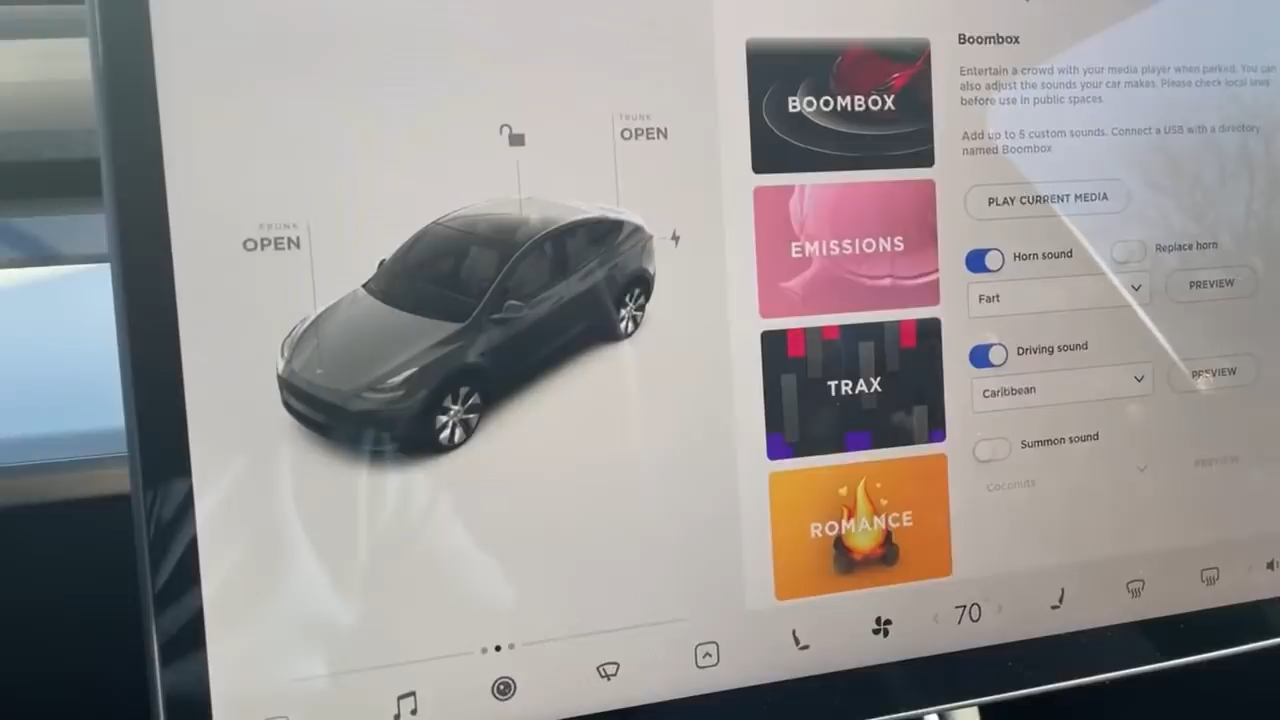 TRUNK
OPEN
FRUNK
OPEN
BOOMBOX
EMISSIONS
TRAX
ROMANCE
Boombox
Entertain a crowd with your media player when parked. You can
also adjust the sounds your car makes. Please check local laws
before use in public spaces.
Add up to 5 custom sounds. Connect a USB with a directory
named Boombox
PLAY CURRENT MEDIA
Horn sound
Replace horn
Fart
PREVIEW
Driving sound
Caribbean
PREVIEW
Summon sound
Coconuts
PREVIEW
70